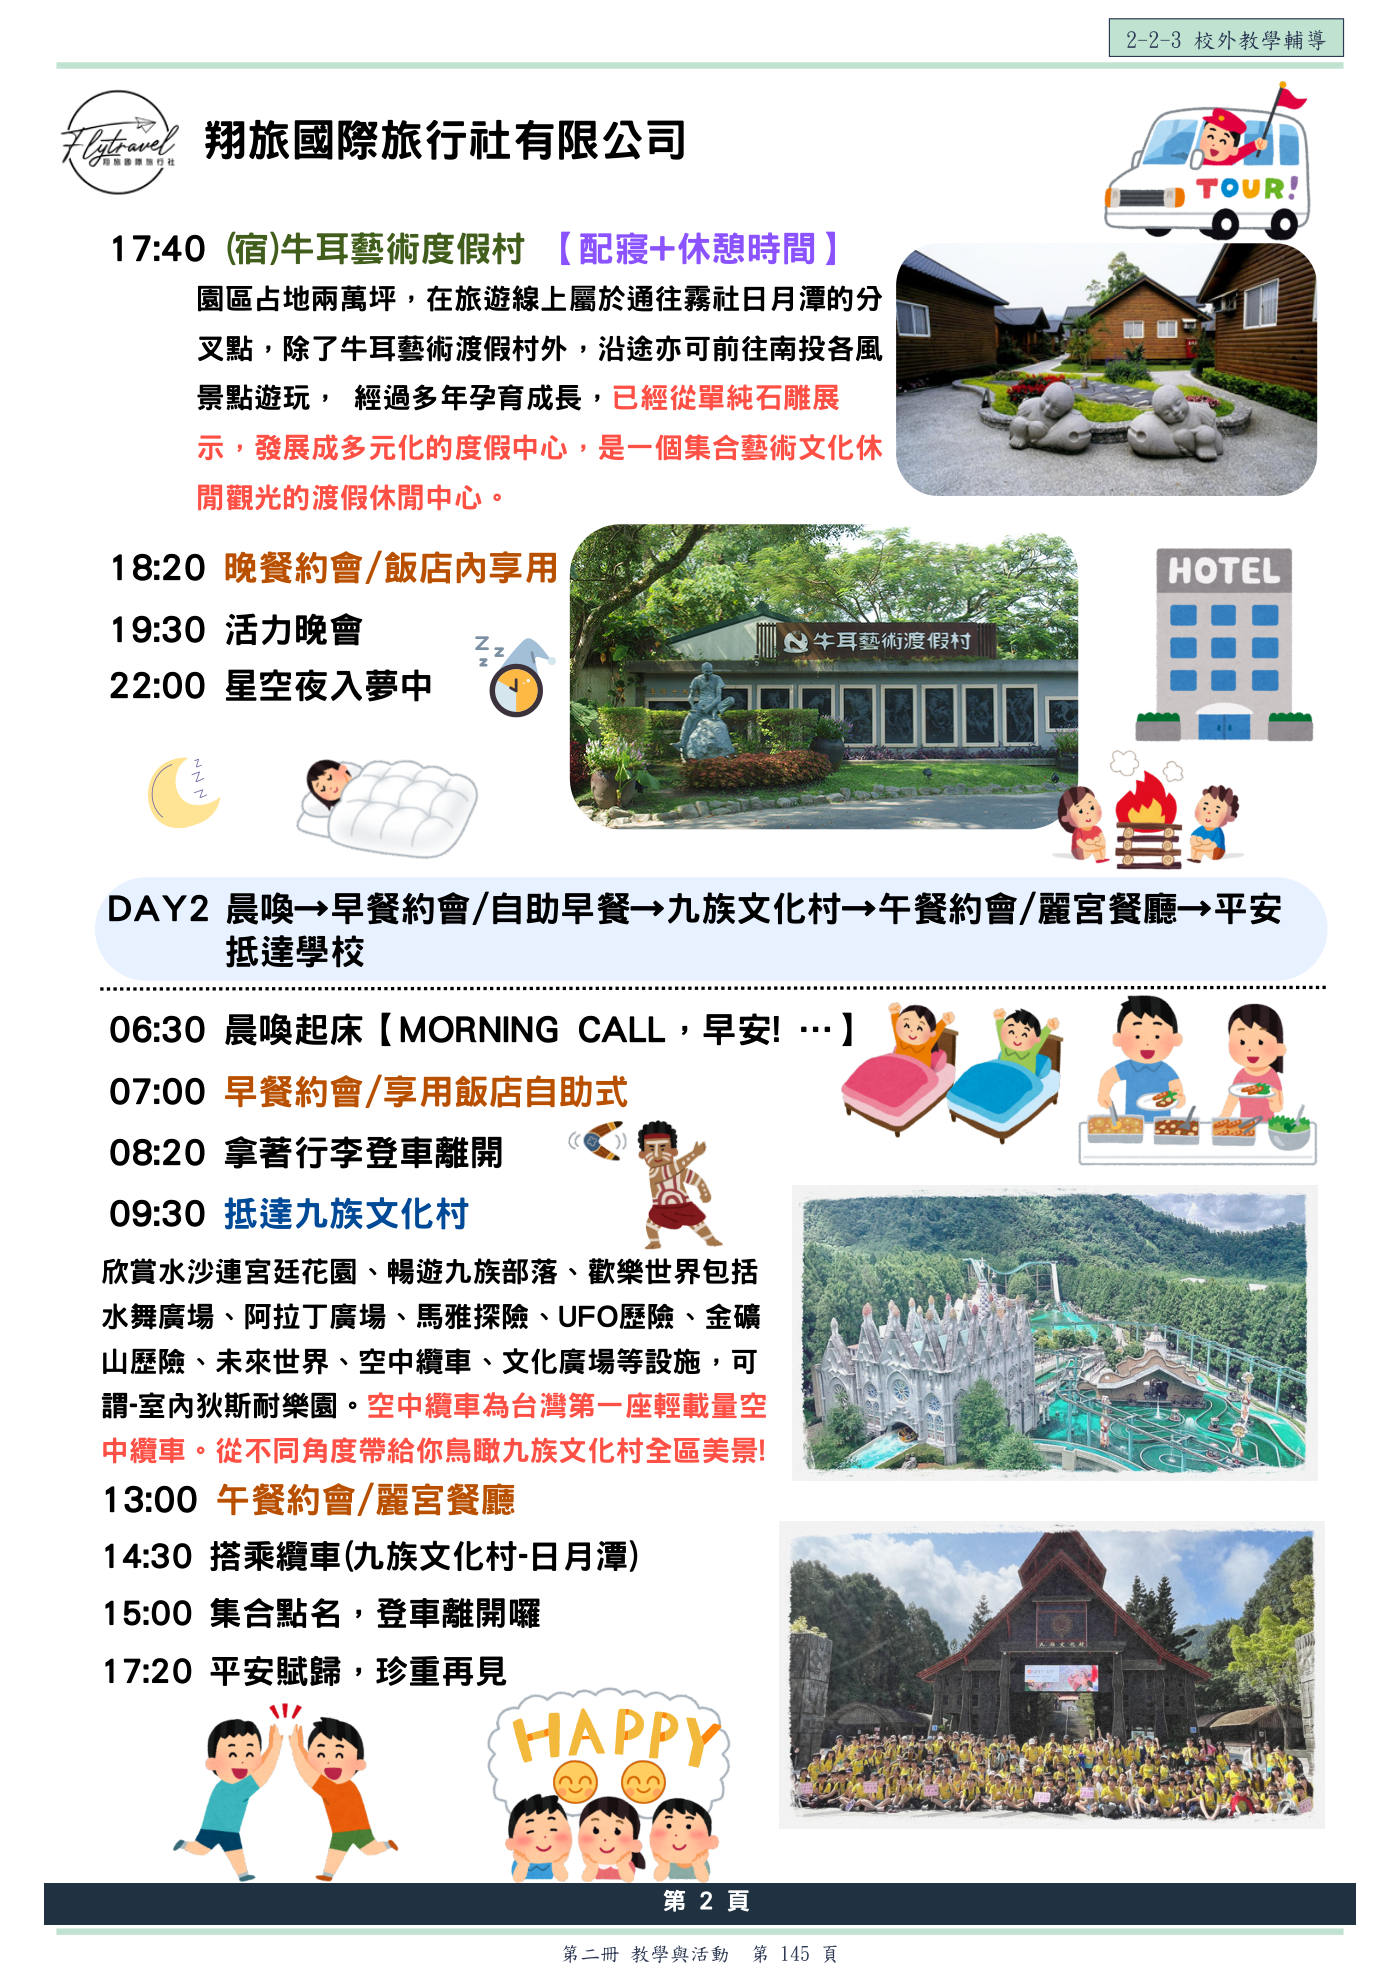 2-2-3 校外教學輔導
Flytravel
翔旅國際旅行社
翔旅國際旅行社有限公司
TOUR!
17:40 (宿)牛耳藝術度假村 【配寢+休憩時間】
園區占地兩萬坪，在旅遊線上屬於通往霧社日月潭的分
叉點，除了牛耳藝術渡假村外，沿途亦可前往南投各風
景點遊玩， 經過多年孕育成長，已經從單純石雕展
示，發展成多元化的度假中心，是一個集合藝術文化休
閒觀光的渡假休閒中心。
18:20 晚餐約會/飯店內享用
19:30 活力晚會
22:00 星空夜入夢中
z z z
牛耳藝術渡假村
HOTEL
z z z
DAY2 晨喚→早餐約會/自助早餐→九族文化村→午餐約會/麗宮餐廳→平安
抵達學校
06:30 晨喚起床【MORNING CALL，早安! …】
07:00 早餐約會/享用飯店自助式
08:20 拿著行李登車離開
09:30 抵達九族文化村
欣賞水沙連宮廷花園、暢遊九族部落、歡樂世界包括
水舞廣場、阿拉丁廣場、馬雅探險、UFO歷險、金礦
山歷險、未來世界、空中纜車、文化廣場等設施，可
謂-室內狄斯耐樂園。空中纜車為台灣第一座輕載量空
中纜車。從不同角度帶給你鳥瞰九族文化村全區美景!
13:00 午餐約會/麗宮餐廳
14:30 搭乘纜車(九族文化村-日月潭)
15:00 集合點名，登車離開囉
17:20 平安賦歸，珍重再見
九族文化村
HAPPY
第 2 頁
第二冊 教學與活動 第 145 頁